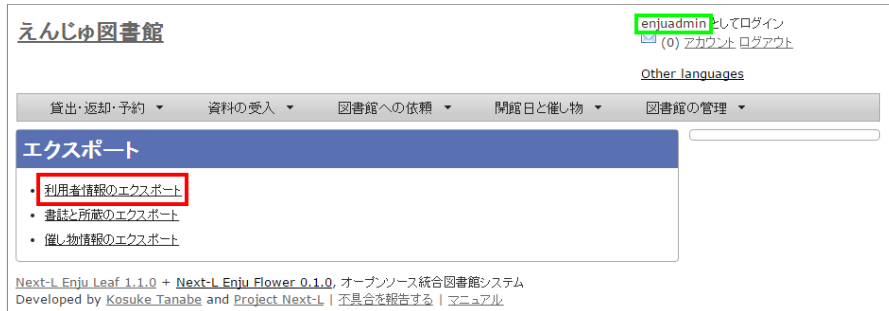 えんじゅ図書館
enjuadmin としてログイン
(0) アカウント ログアウト
Other languages
貸出・返却・予約 ▼ 資料の受入 ▼ 図書館への依頼 ▼ 開館日と催し物 ▼ 図書館の管理 ▼
エクスポート
• 利用者情報のエクスポート
• 書誌と所蔵のエクスポート
• 催し物情報のエクスポート
Next-L Enju Leaf 1.1.0 + Next-L Enju Flower 0.1.0, オープンソース統合図書館システム
Developed by Kosuke Tanabe and Project Next-L | 不具合を報告する | マニュアル